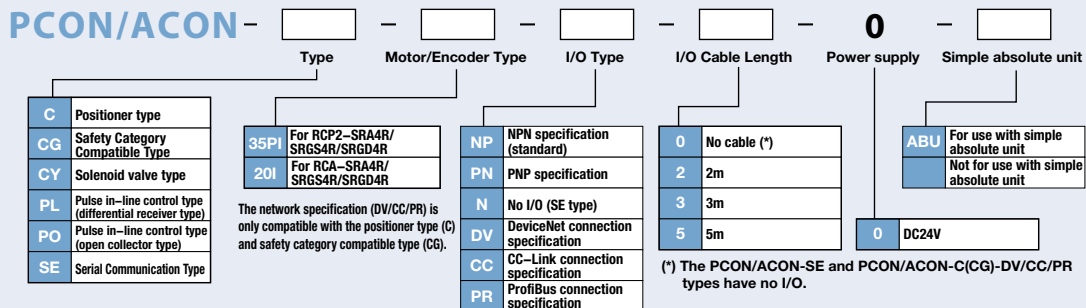 PCON/ACON– – – – – 0 –
Type Motor/Encoder Type I/O Type I/O Cable Length Power supply Simple absolute unit
C Positioner type
CG Safety Category
Compatible Type
CY Solenoid valve type
PL Pulse in–line control type
(differential receiver type)
PO Pulse in–line control type
(open collector type)
SE Serial Communication Type
35PI For RCP2–SRA4R/
SRGS4R/SRGD4R
20I For RCA–SRA4R/
SRGS4R/SRGD4R
The network specification (DV/CC/PR) is
only compatible with the positioner type (C)
and safety category compatible type (CG).
NP NPN specification
(standard)
PN PNP specification
N No I/O (SE type)
DV DeviceNet connection
specification
CC CC–Link connection
specification
PR ProfiBus connection
specification
0 No cable (*)
2 2m
3 3m
5 5m
(*) The PCON/ACON-SE and PCON/ACON-C(CG)-DV/CC/PR
types have no I/O.
0 DC24V
ABU For use with simple
absolute unit
Not for use with simple
absolute unit